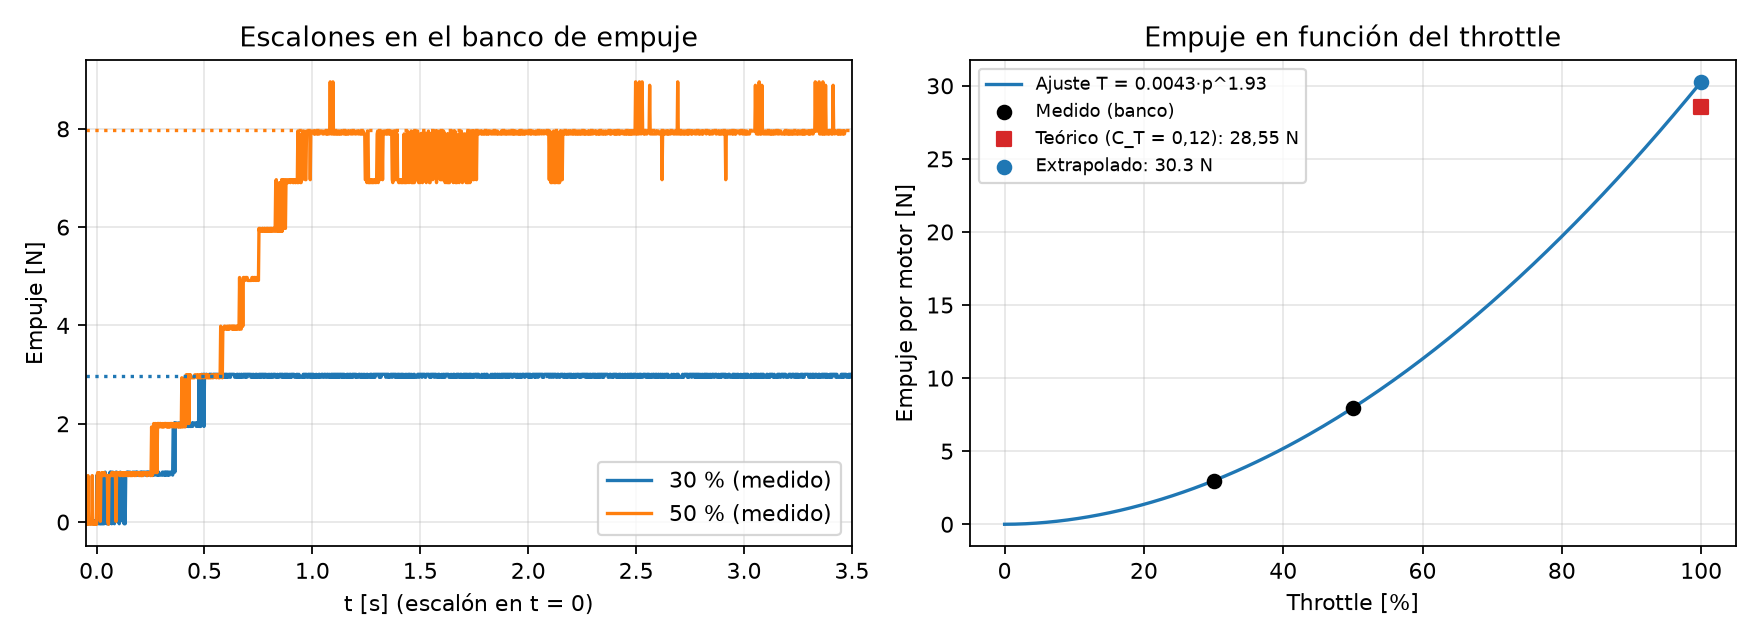 Escalones en el banco de empuje
Empuje [N]
8
6
4
2
0
30 % (medido)
50 % (medido)
0.0 0.5 1.0 1.5 2.0 2.5 3.0 3.5
t [s] (escalón en t = 0)
Empuje en función del throttle
Empuje por motor [N]
30
25
20
15
10
5
0
Ajuste T = 0.0043·p^1.93
Medido (banco)
Teórico (C_T = 0,12): 28,55 N
Extrapolado: 30.3 N
0 20 40 60 80 100
Throttle [%]